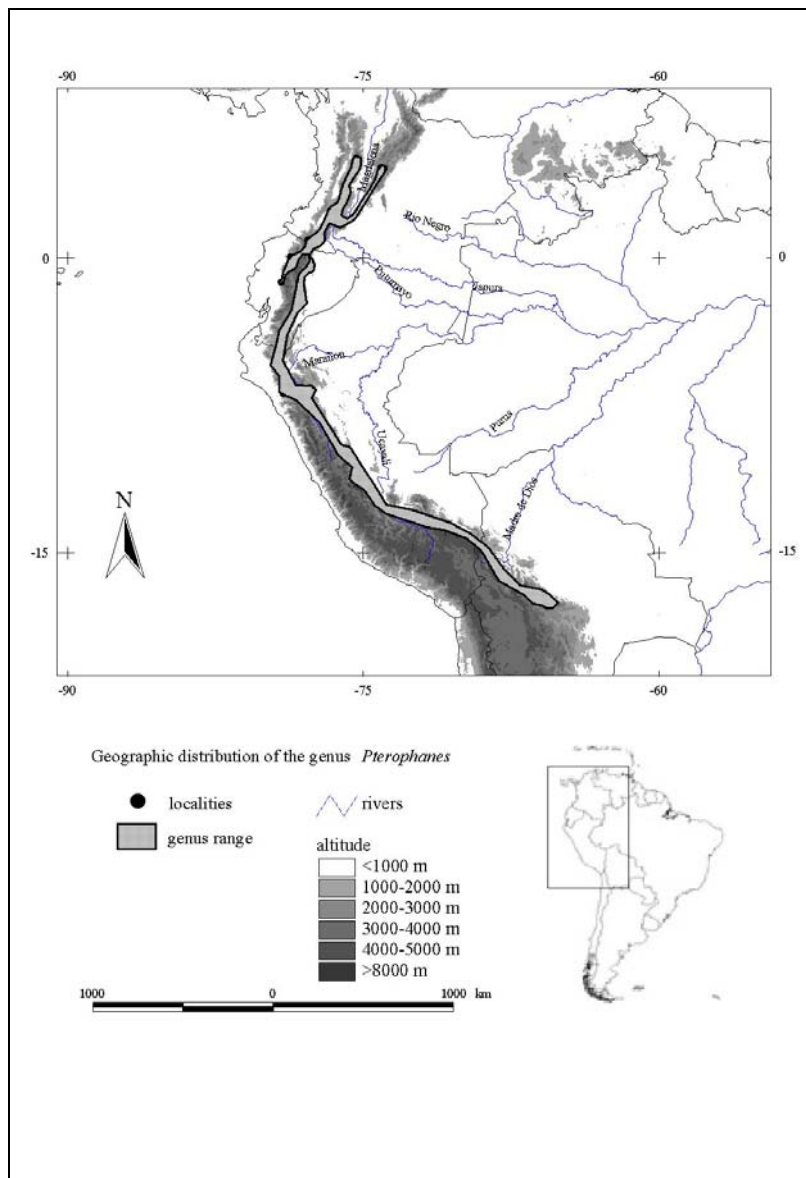 -90 -75 -60
Magdalena
Rio Negro
0 0
Putumayo
Japura
Marañon
Ucayali
Purus
Madre de Dios
N
-15 -15
-90 -75 -60
Geographic distribution of the genus Pterophanes
localities rivers
genus range altitude
<1000 m
1000-2000 m
2000-3000 m
3000-4000 m
4000-5000 m
>8000 m
1000 0 1000 km